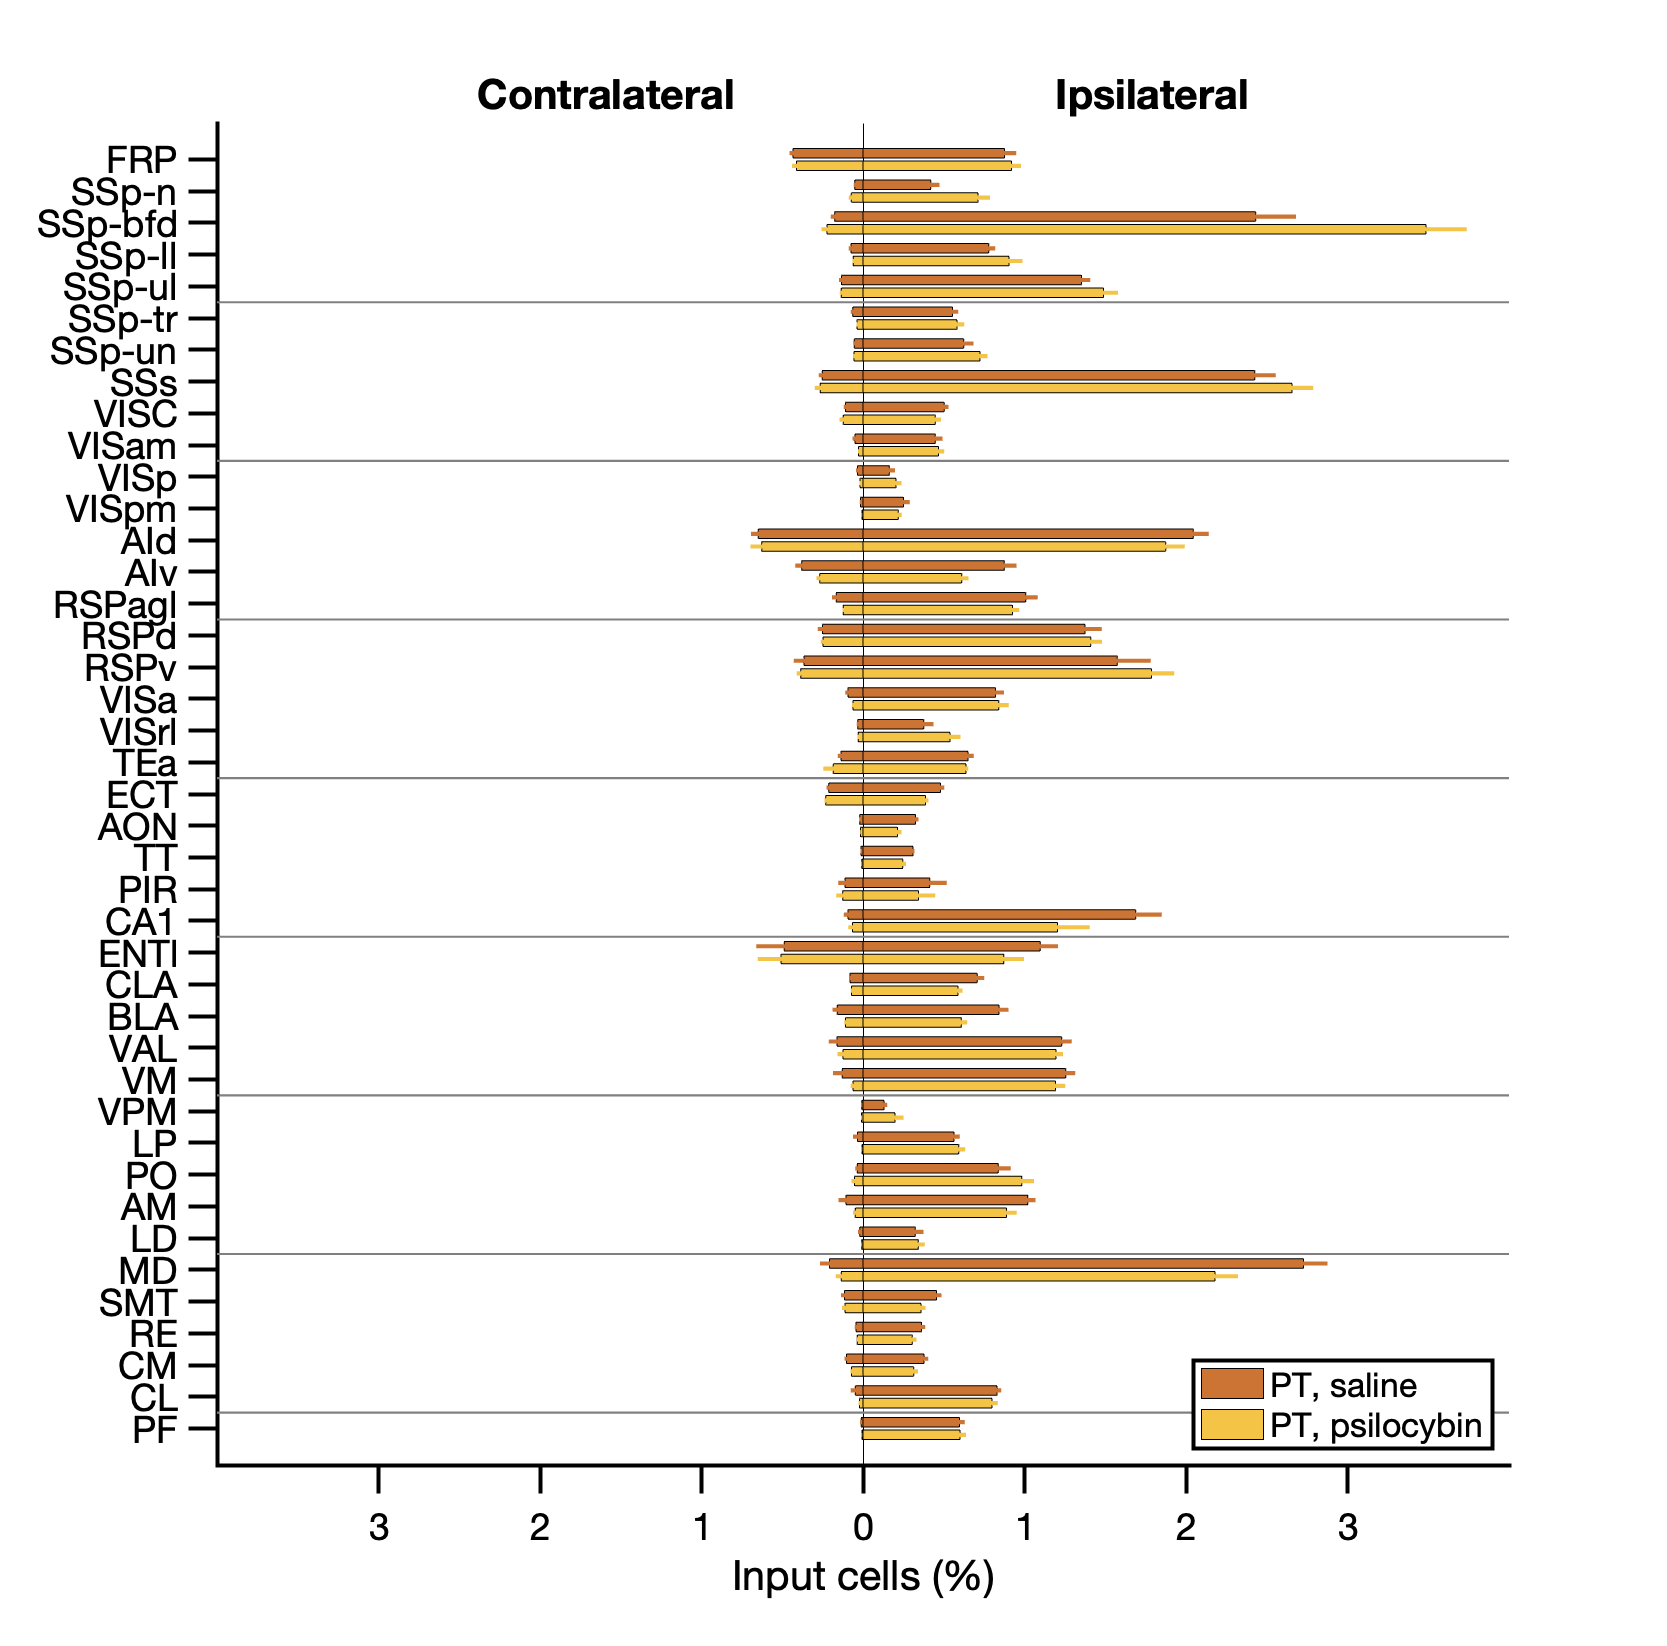 Contralateral Ipsilateral
FRP
SSp-n
SSp-bfd
SSp-ll
SSp-ul
SSp-tr
SSp-un
SSs
VISC
VISam
VISp
VISpm
AId
AIv
RSPagl
RSPd
RSPv
VISa
VISrl
TEa
ECT
AON
TT
PIR
CA1
ENTl
CLA
BLA
VAL
VM
VPM
LP
PO
AM
LD
MD
SMT
RE
CM
CL
PF
PT, saline
PT, psilocybin
3 2 1 0 1 2 3
Input cells (%)